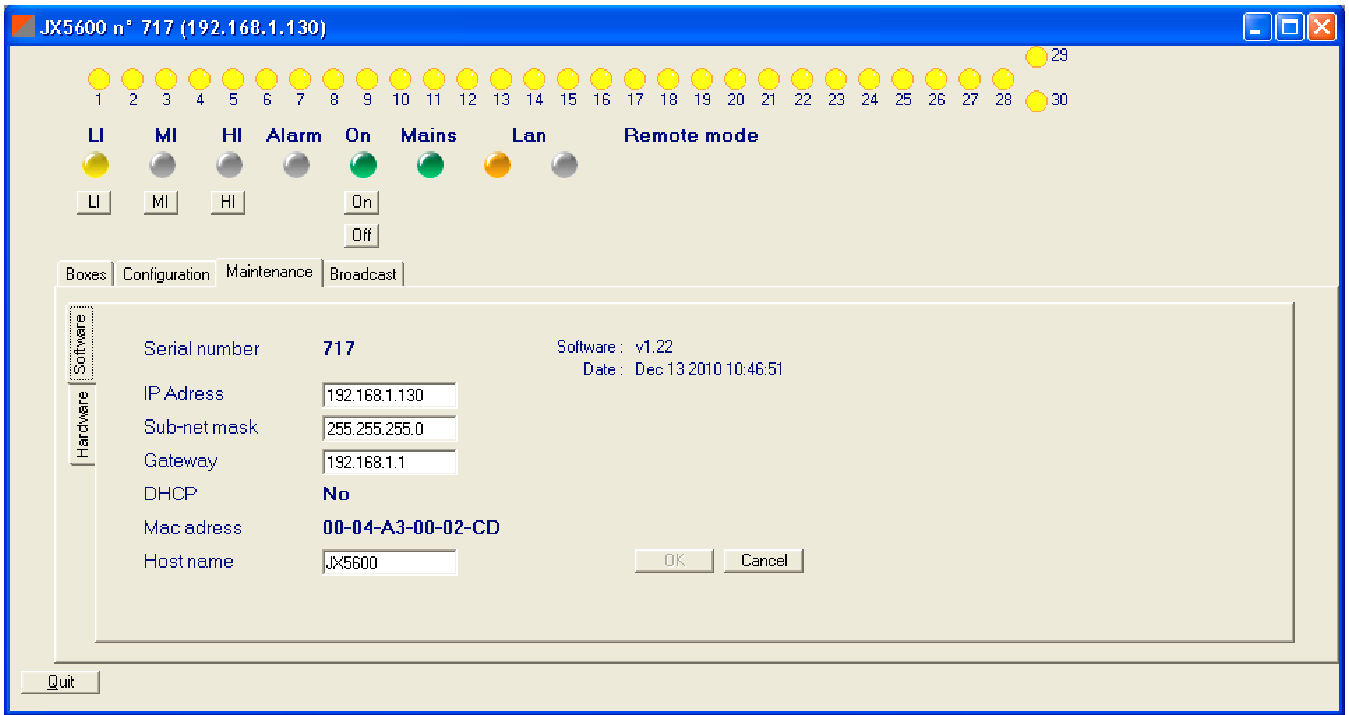 JX5600 n° 717 (192.168.1.130)
29
1 2 3 4 5 6 7 8 9 10 11 12 13 14 15 16 17 18 19 20 21 22 23 24 25 26 27 28 30
LI MI HI Alarm On Mains Lan Remote mode
LI MI HI On
Off
Boxes Configuration Maintenance Broadcast
Software
Hardware
Serial number 717 Software : v1.22
Date : Dec 13 2010 10:46:51
IP Adress 192.168.1.130
Sub-net mask 255.255.255.0
Gateway 192.168.1.1
DHCP No
Mac adress 00-04-A3-00-02-CD
Host name JX5600 OK Cancel
Quit